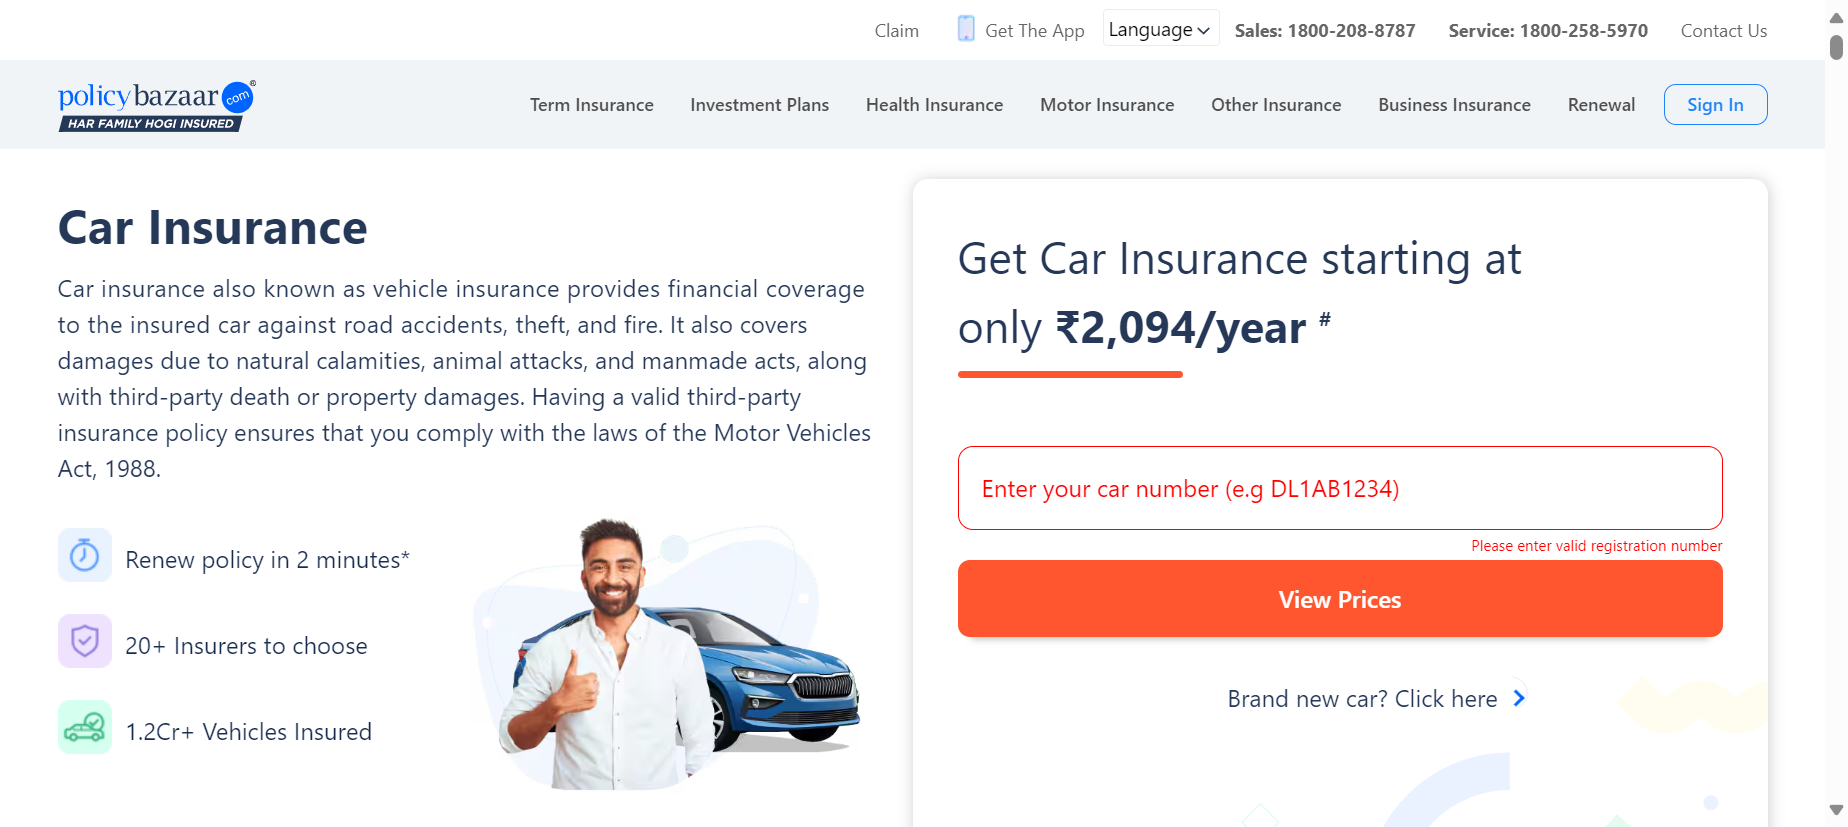 Claim
Get The App
Language
Sales: 1800-208-8787
Service: 1800-258-5970
Contact Us
policybazaar.com®
HAR FAMILY HOGI INSURED
Term Insurance
Investment Plans
Health Insurance
Motor Insurance
Other Insurance
Business Insurance
Renewal
Sign In
Car Insurance
Car insurance also known as vehicle insurance provides financial coverage
to the insured car against road accidents, theft, and fire. It also covers
damages due to natural calamities, animal attacks, and manmade acts, along
with third-party death or property damages. Having a valid third-party
insurance policy ensures that you comply with the laws of the Motor Vehicles
Act, 1988.
Renew policy in 2 minutes*
20+ Insurers to choose
1.2Cr+ Vehicles Insured
Get Car Insurance starting at
only ₹2,094/year #
Enter your car number (e.g DL1AB1234)
Please enter valid registration number
View Prices
Brand new car? Click here